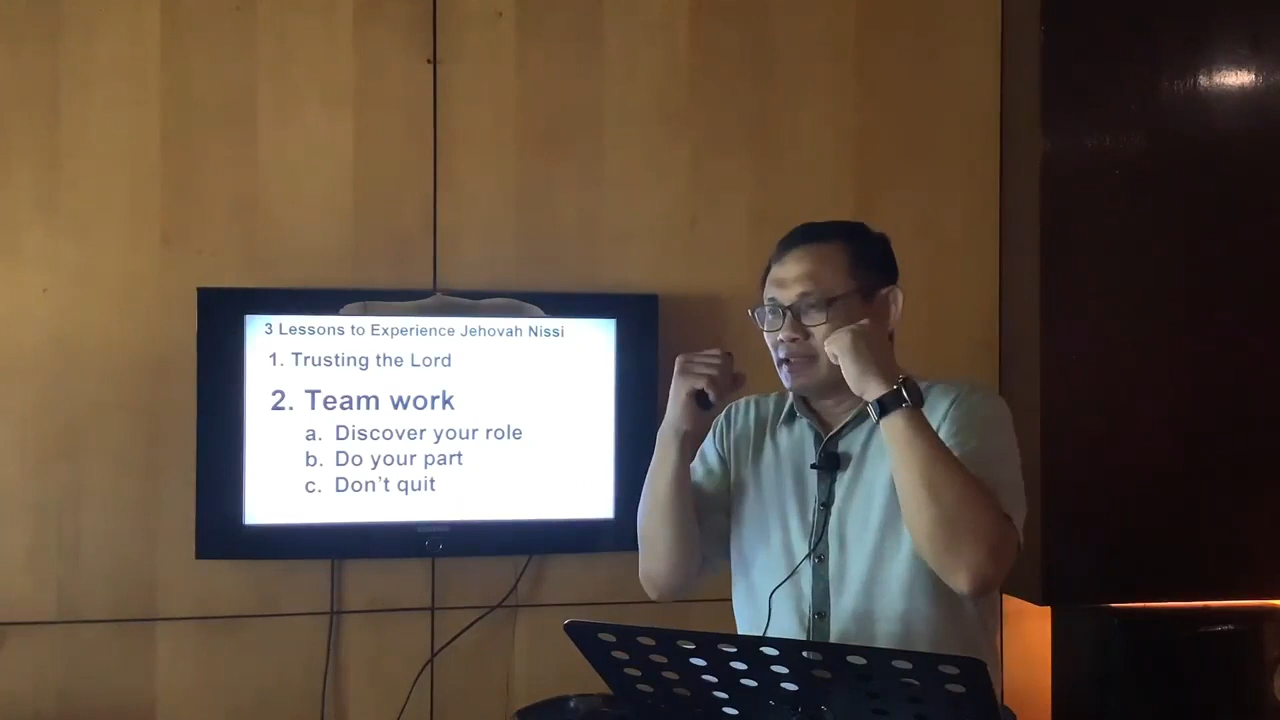 3 Lessons to Experience Jehovah Nissi
1. Trusting the Lord
2. Team work
a. Discover your role
b. Do your part
c. Don't quit